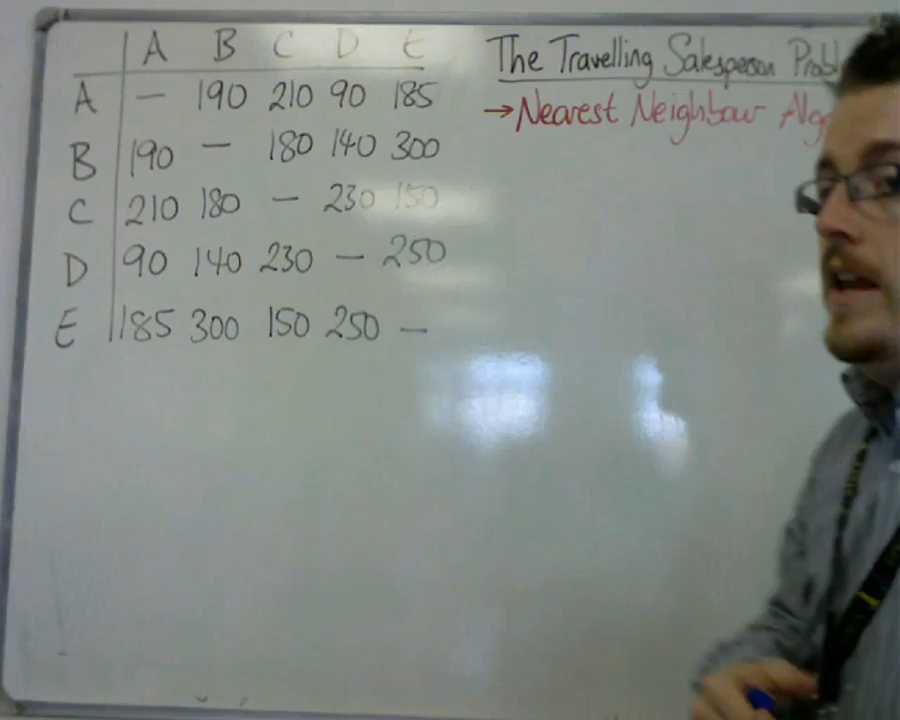 A B C D E
A — 190 210 90 185
B 190 — 180 140 300
C 210 180 — 230 150
D 90 140 230 — 250
E 185 300 150 250 —
The Travelling Salesperson
→ Nearest Neighbour